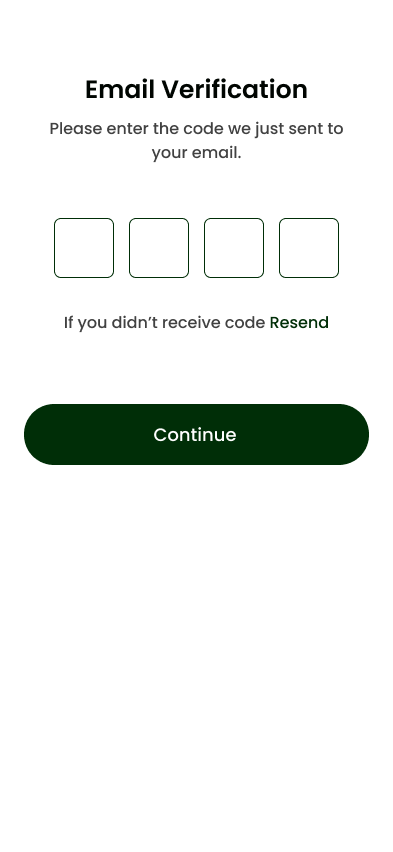 Email Verification
Please enter the code we just sent to
your email.
If you didn’t receive code Resend
Continue